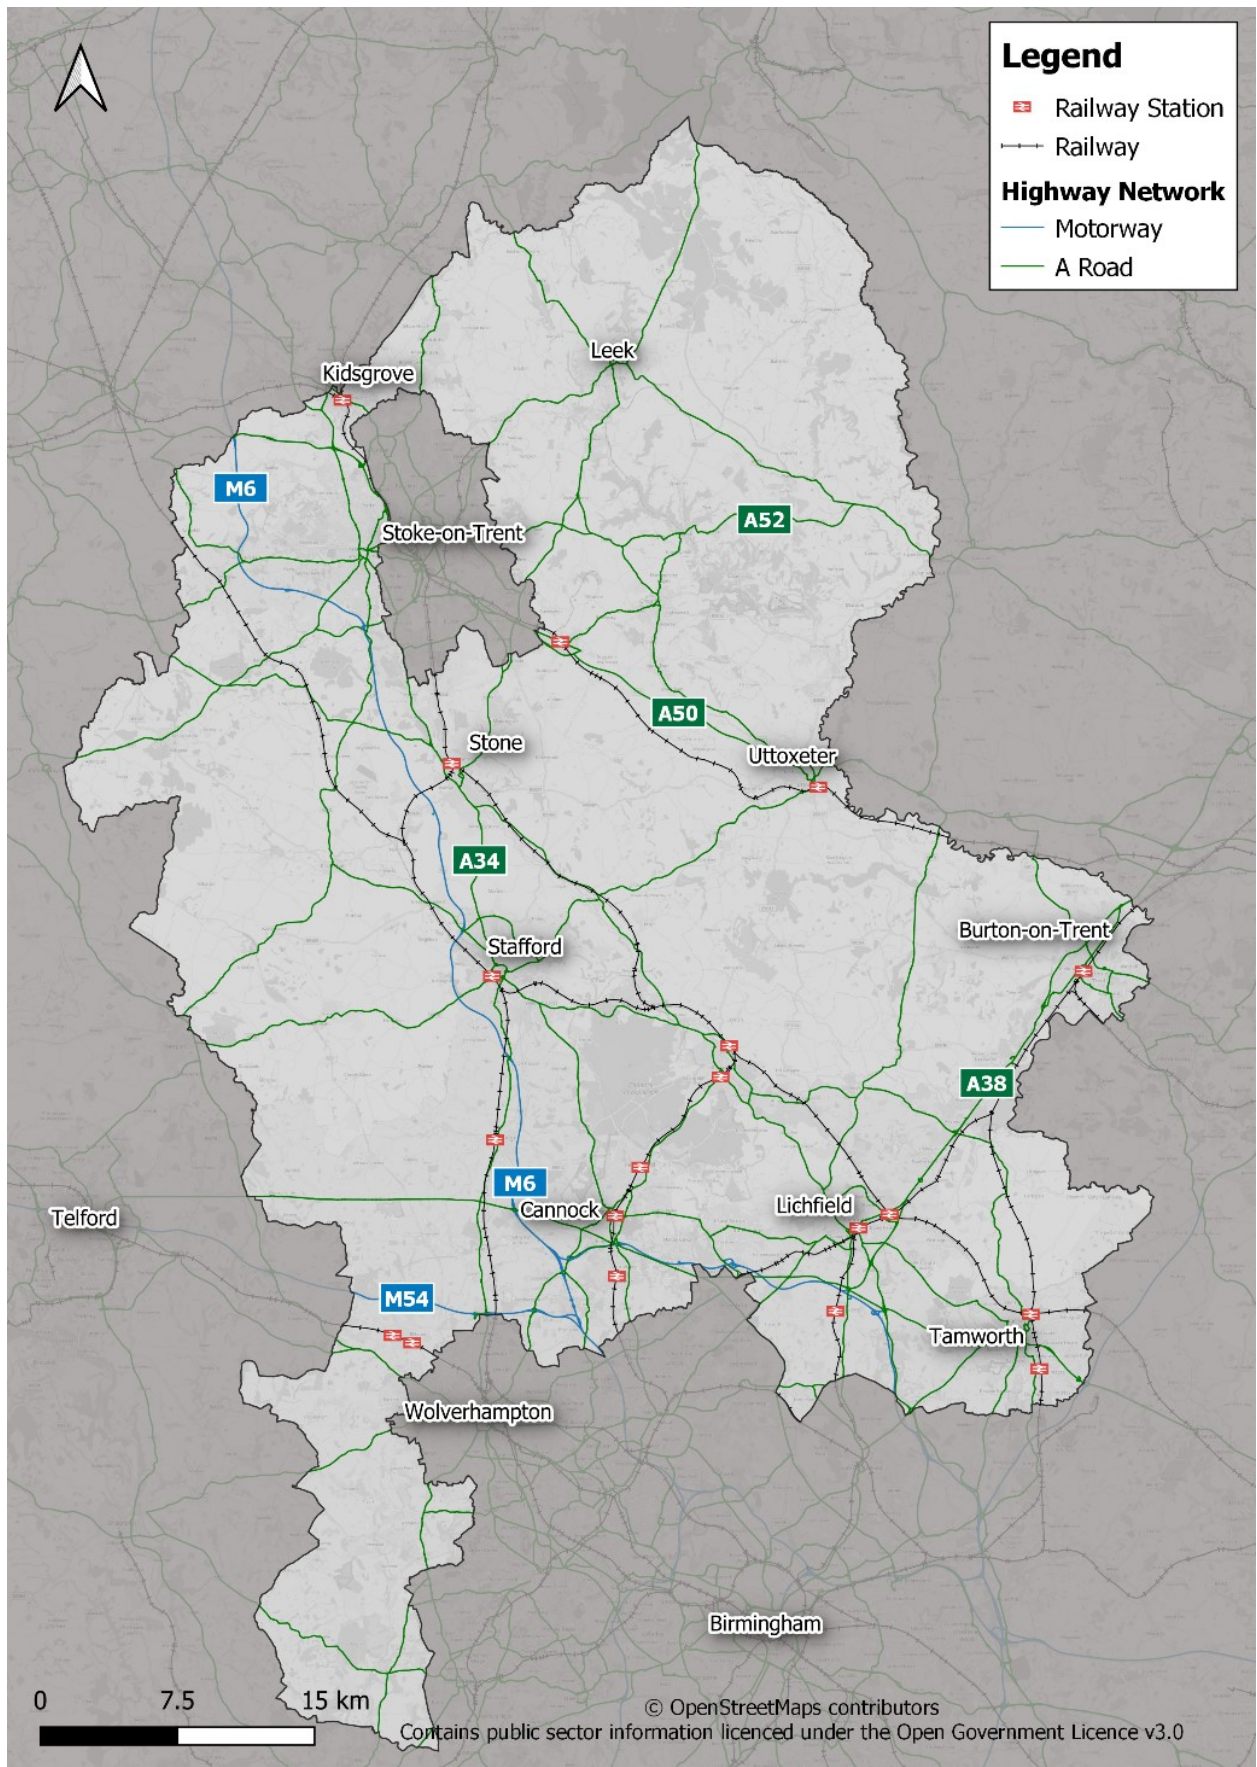 Legend
Railway Station
Railway
Highway Network
Motorway
A Road
Leek
Kidsgrove
M6
A52
Stoke-on-Trent
A50
Stone
Uttoxeter
A34
Burton-on-Trent
Stafford
A38
M6
Cannock
Lichfield
Telford
M54
Tamworth
Wolverhampton
Birmingham
0 7.5 15 km
© OpenStreetMaps contributors
Contains public sector information licenced under the Open Government Licence v3.0